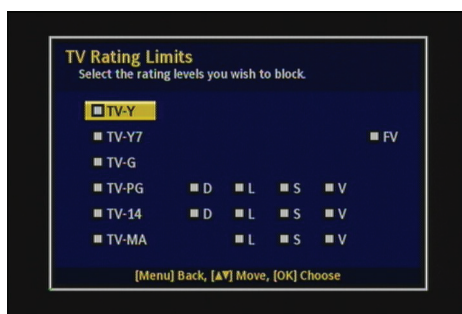 TV Rating Limits
Select the rating levels you wish to block.
TV-Y
TV-Y7 FV
TV-G
TV-PG D L S V
TV-14 D L S V
TV-MA L S V
[Menu] Back, [▲▼] Move, [OK] Choose